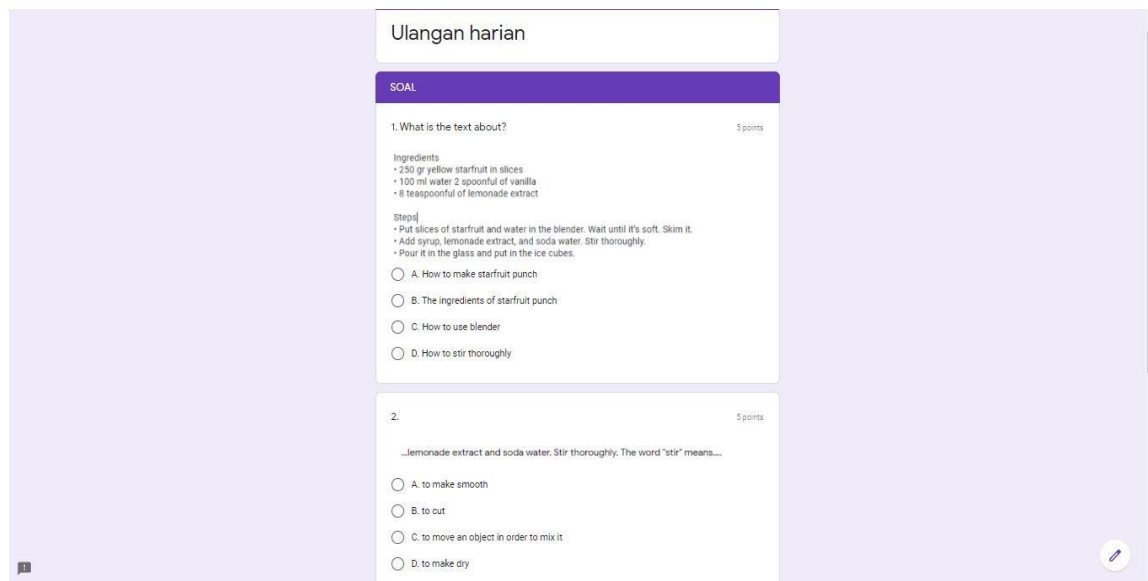 Ulangan harian
SOAL
1. What is the text about?
5 points
Ingredients
• 250 gr yellow starfruit in slices
• 100 ml water 2 spoonful of vanilla
• 8 teaspoonful of lemonade extract
Steps
• Put slices of starfruit and water in the blender. Wait until it's soft. Skim it.
• Add syrup, lemonade extract, and soda water. Stir thoroughly.
• Pour it in the glass and put in the ice cubes.
A. How to make starfruit punch
B. The ingredients of starfruit punch
C. How to use blender
D. How to stir thoroughly
2.
5 points
...lemonade extract and soda water. Stir thoroughly. The word "stir" means....
A. to make smooth
B. to cut
C. to move an object in order to mix it
D. to make dry